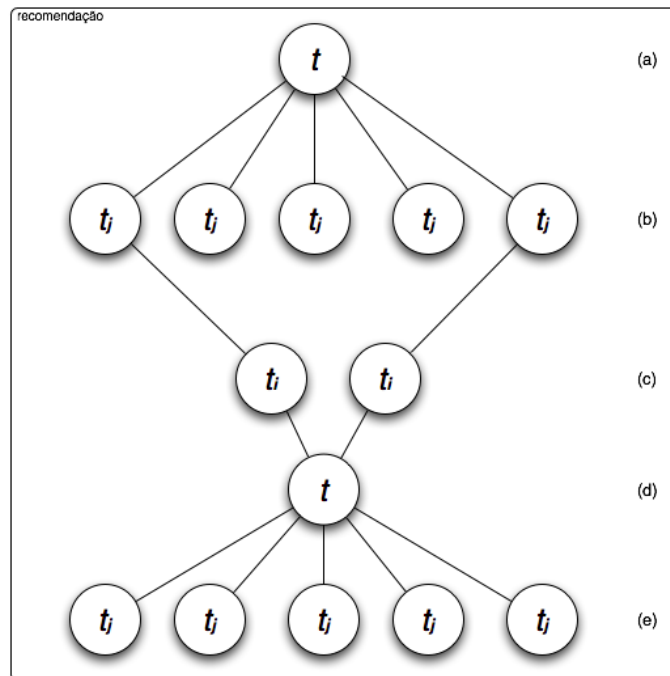 recomendação
t (a)
tj tj tj tj tj (b)
ti ti (c)
t (d)
tj tj tj tj tj (e)